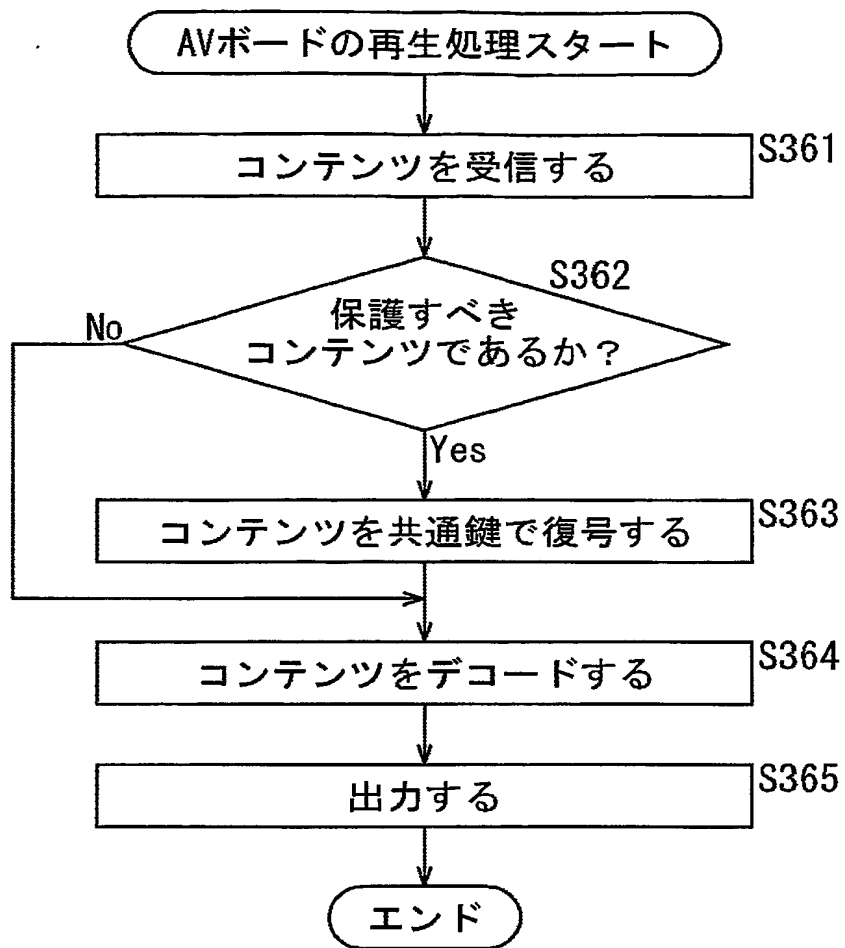 AVボードの再生処理スタート
コンテンツを受信する
S361
S362
保護すべき
コンテンツであるか？
No
Yes
コンテンツを共通鍵で復号する
S363
コンテンツをデコードする
S364
出力する
S365
エンド